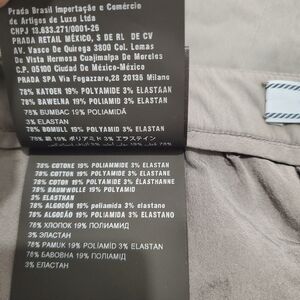 Prada Brasil Importação e Comércio
de Artigos de Luxo Ltda
CNPJ 13.633.271/0001-26
PRADA RETAIL MÉXICO, S DE RL DE CV
AV. Vasco De Quiroga 3800 Col. Lomas
De Vista Hermosa Cuajimalpa De Morelos
C.P. 05100 Ciudad De México-México
PRADA SPA Via Fogazzaro,28 20135 Milano
78% KATOEN 19% POLYAMIDE 3% ELASTAAN
78% BAWEŁNA 19% POLIAMID 3% ELASTAN
78% BUMBAC 19% POLIAMIDĂ
3% ELASTAN
78% BOMULL 19% POLYAMID 3% ELASTAN
78% 綿 19% ポリアミド 3% エラステイン
78% COTONE 19% POLIAMMIDE 3% ELASTAN
78% COTTON 19% POLYAMIDE 3% ELASTANE
78% COTON 19% POLYAMIDE 3% ÉLASTHANNE
78% BAUMWOLLE 19% POLYAMID
3% ELASTHAN
78% ALGODÓN 19% poliamida 3% elastano
78% ALGODÃO 19% POLIAMIDA 3% ELASTANO
78% ХЛОПОК 19% ПОЛИАМИД
3% ЭЛАСТАН
78% PAMUK 19% POLİAMİD 3% ELASTAN
78% БАВОВНА 19% ПОЛІАМІД
3% ЕЛАСТАН